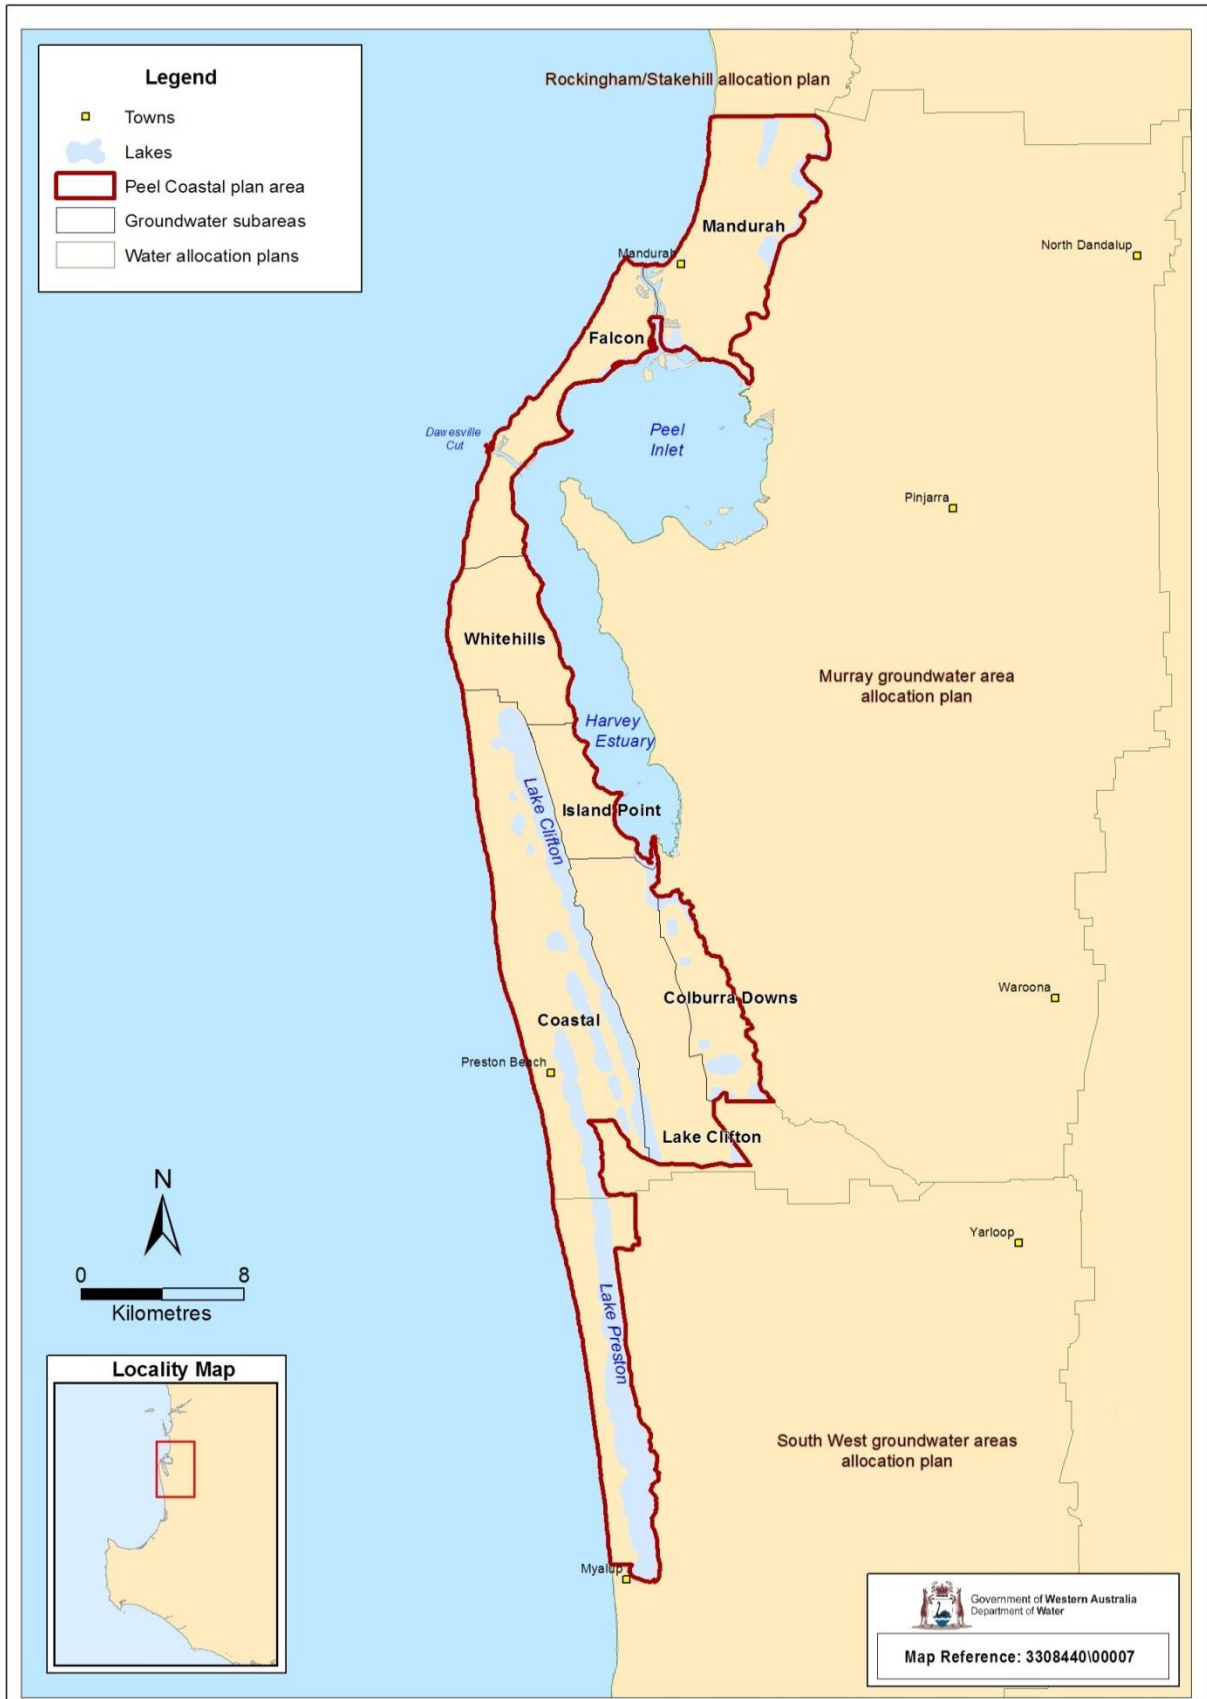 Legend
Towns
Lakes
Peel Coastal plan area
Groundwater subareas
Water allocation plans
Rockingham/Stakehill allocation plan
Mandurah
Mandurah
North Dandalup
Falcon
Dawesville
Cut
Peel
Inlet
Pinjarra
Whitehills
Murray groundwater area
allocation plan
Harvey
Estuary
Lake Clifton
Island Point
Colburra Downs
Waroona
Coastal
Preston Beach
Lake Clifton
N
0 8
Kilometres
Yarloop
Lake Preston
Locality Map
South West groundwater areas
allocation plan
Myalup
Government of Western Australia
Department of Water
Map Reference: 3308440\00007